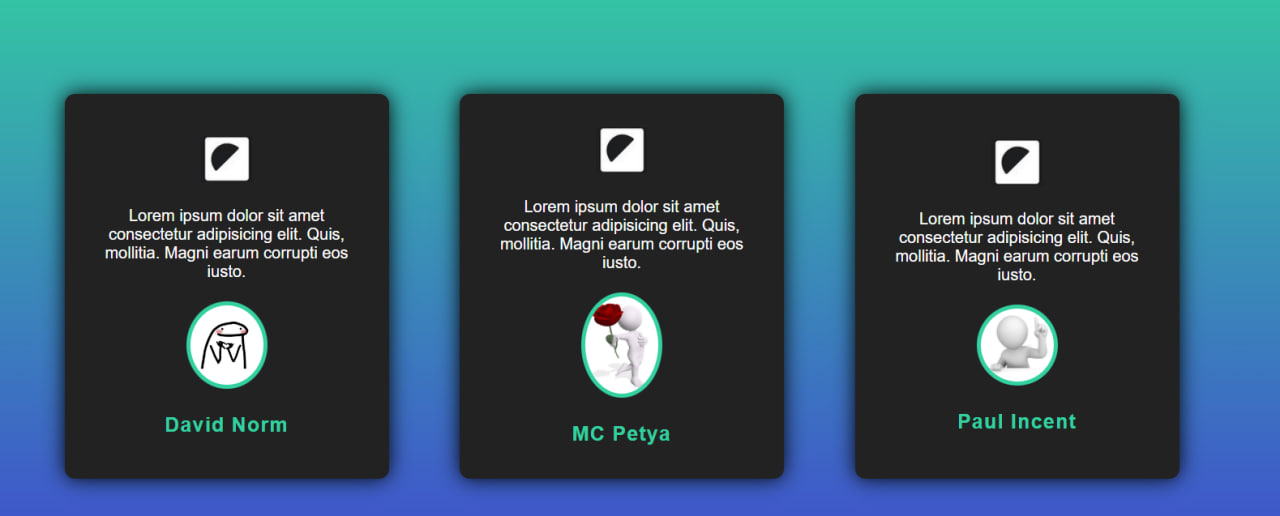 Lorem ipsum dolor sit amet
consectetur adipisicing elit. Quis,
mollitia. Magni earum corrupti eos
iusto.
David Norm
Lorem ipsum dolor sit amet
consectetur adipisicing elit. Quis,
mollitia. Magni earum corrupti eos
iusto.
MC Petya
Lorem ipsum dolor sit amet
consectetur adipisicing elit. Quis,
mollitia. Magni earum corrupti eos
iusto.
Paul Incent